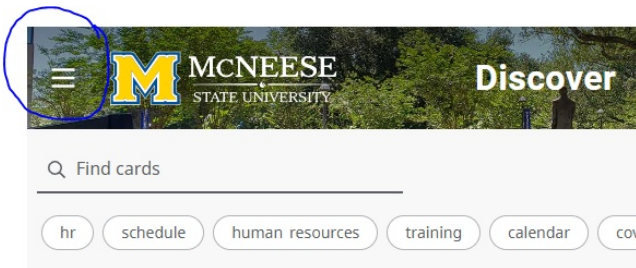 M McNEESE
STATE UNIVERSITY
Discover
Find cards
hr schedule human resources training calendar